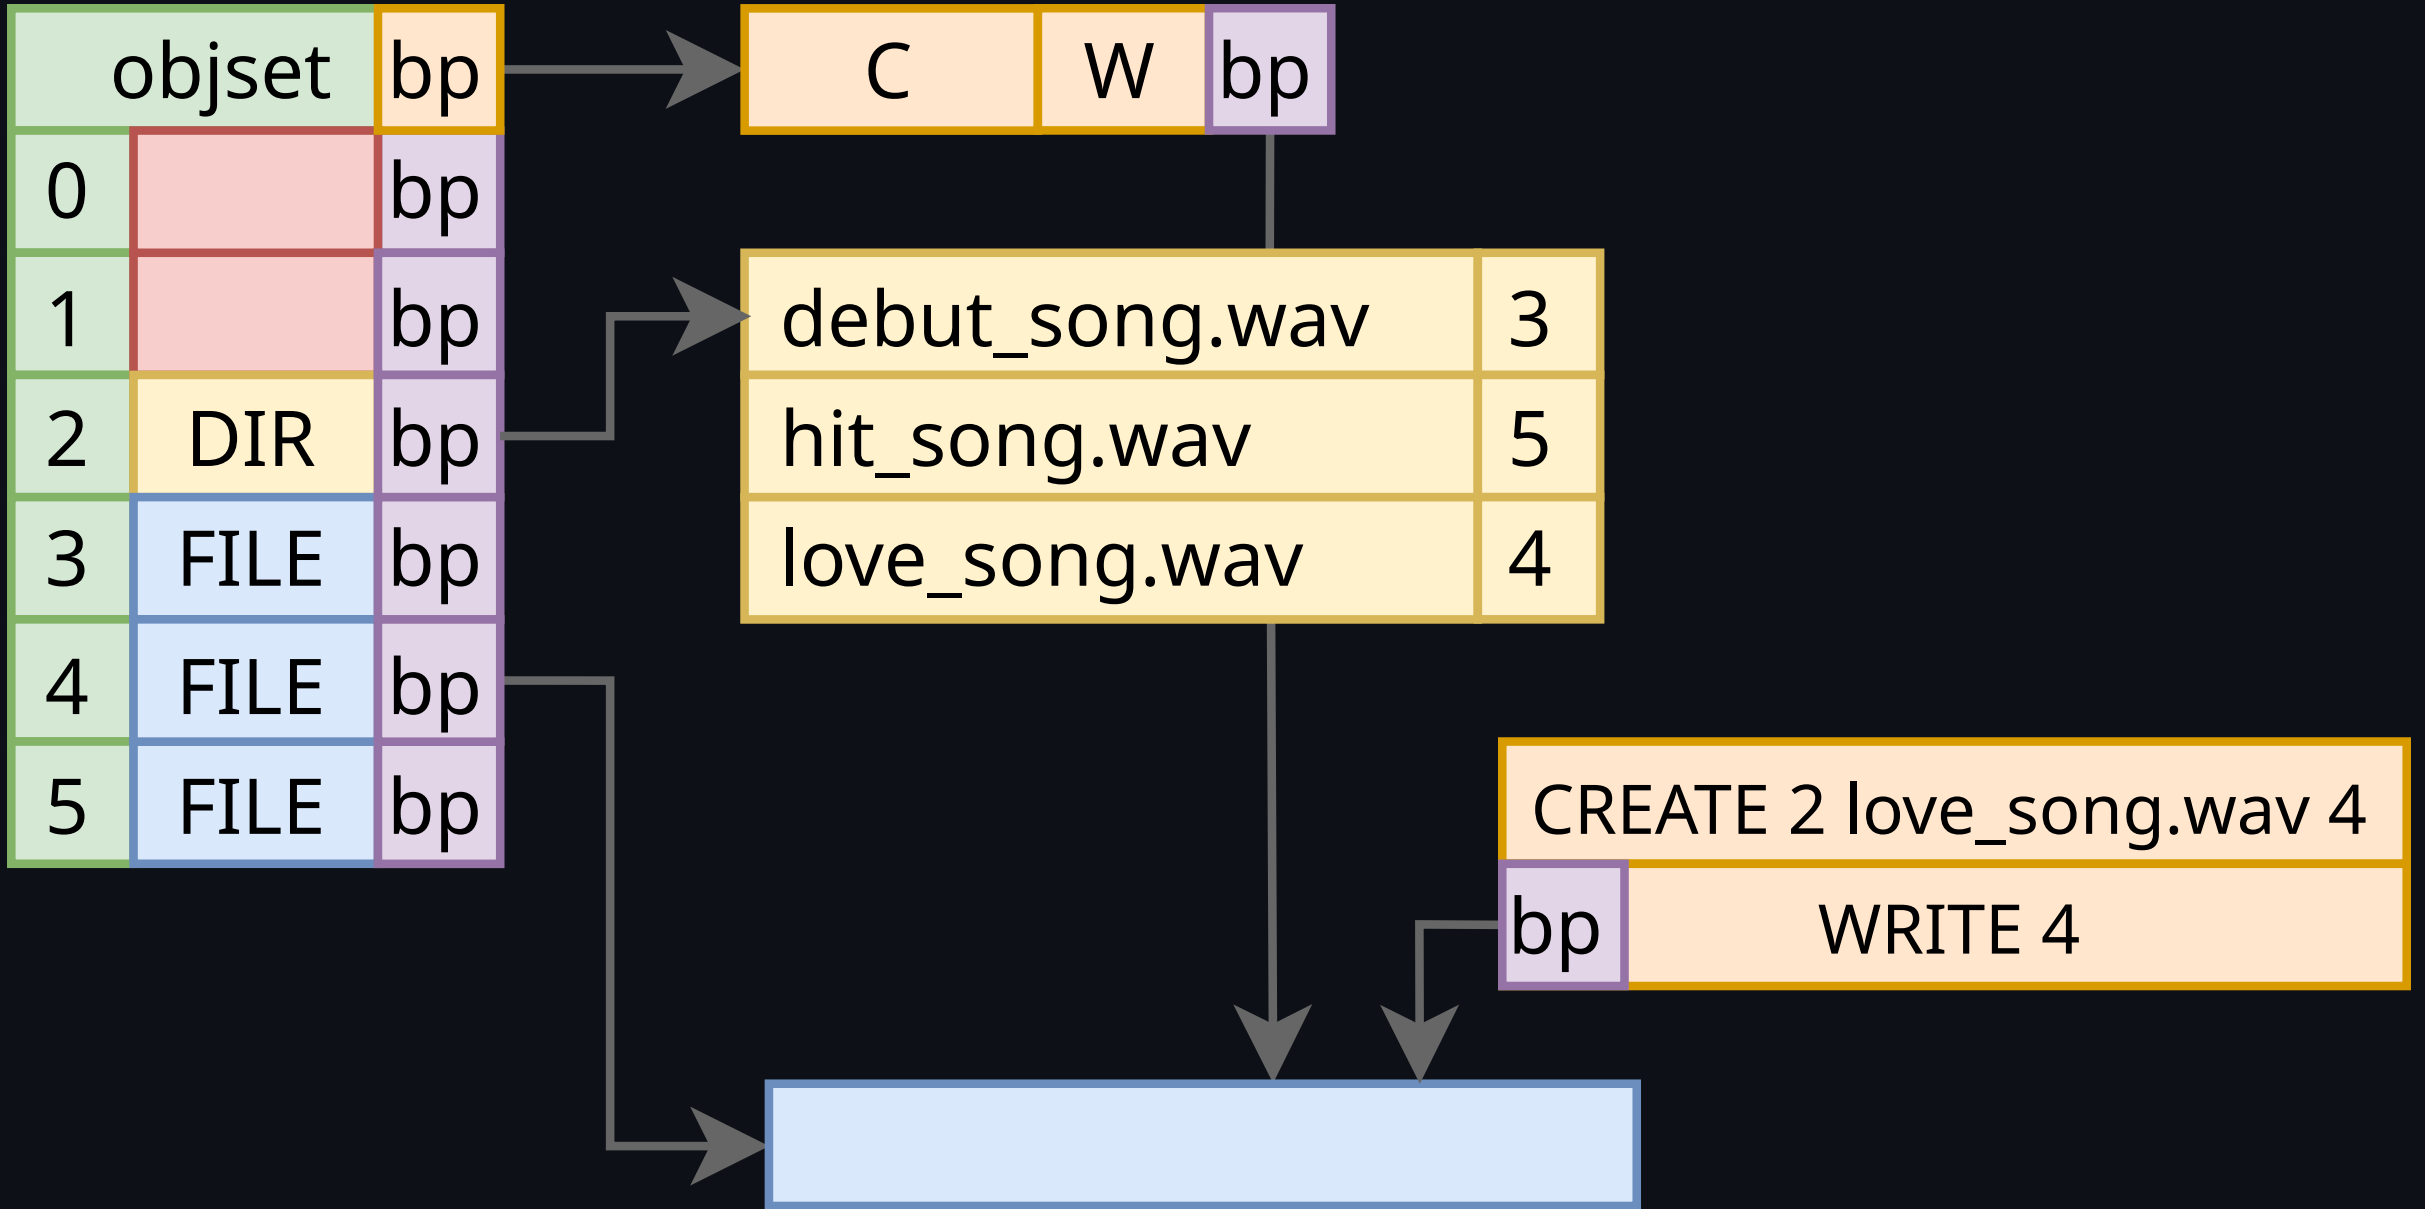 objset bp
0 bp
1 bp
2 DIR bp
3 FILE bp
4 FILE bp
5 FILE bp
C W bp
debut_song.wav 3
hit_song.wav 5
love_song.wav 4
CREATE 2 love_song.wav 4
bp WRITE 4